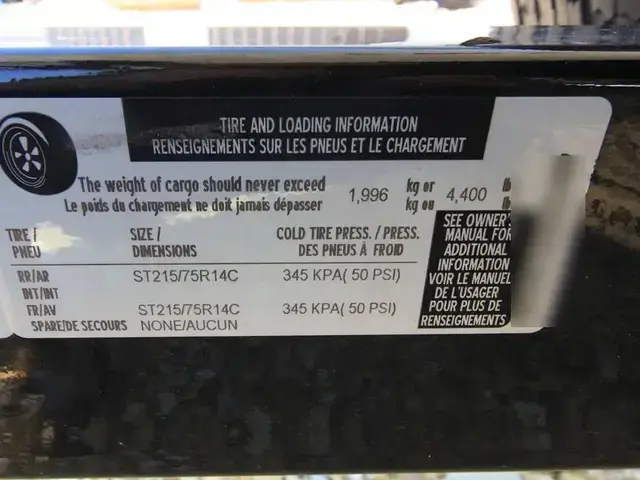 TIRE AND LOADING INFORMATION
RENSEIGNEMENTS SUR LES PNEUS ET LE CHARGEMENT
The weight of cargo should never exceed 1,996 kg or 4,400 lb
Le poids du chargement ne doit jamais dépasser kg ou lb
TIRE / SIZE / COLD TIRE PRESS. / PRESS.
PNEU DIMENSIONS DES PNEUS À FROID
RR/AR ST215/75R14C 345 KPA( 50 PSI)
INT/INT
FR/AV ST215/75R14C 345 KPA( 50 PSI)
SPARE/DE SECOURS NONE/AUCUN
SEE OWNER'S
MANUAL FOR
ADDITIONAL
INFORMATION
VOIR LE MANUEL
DE L'USAGER
POUR PLUS DE
RENSEIGNEMENTS